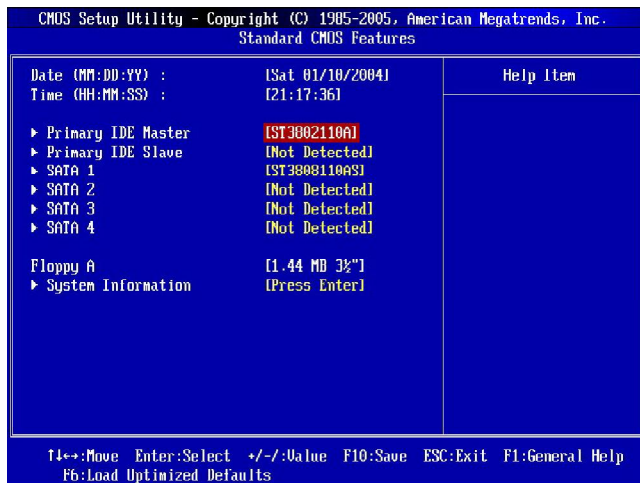 CMOS Setup Utility - Copyright (C) 1985-2005, American Megatrends, Inc.
Standard CMOS Features
Date (MM:DD:YY) : [Sat 01/10/2004] Help Item
Time (HH:MM:SS) : [21:17:36]
▶ Primary IDE Master [ST3802110A]
▶ Primary IDE Slave [Not Detected]
▶ SATA 1 [ST3808110AS]
▶ SATA 2 [Not Detected]
▶ SATA 3 [Not Detected]
▶ SATA 4 [Not Detected]
Floppy A [1.44 MB 3½"]
▶ System Information [Press Enter]
↑↓←→:Move Enter:Select +/-/:Value F10:Save ESC:Exit F1:General Help
F6:Load Optimized Defaults